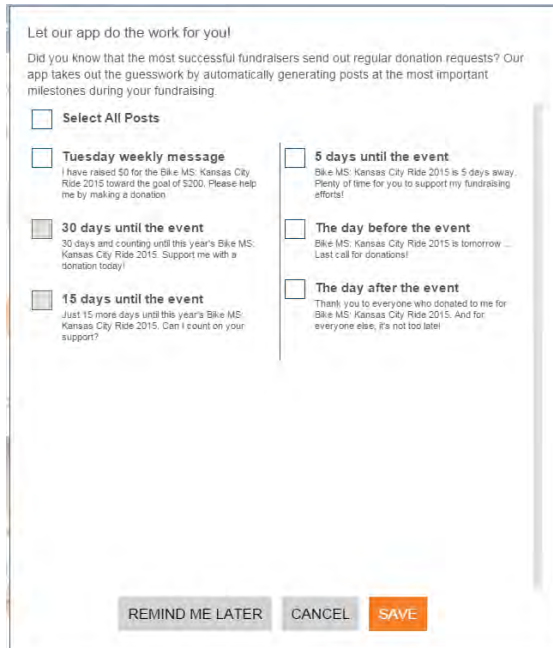 Let our app do the work for you!
Did you know that the most successful fundraisers send out regular donation requests? Our
app takes out the guesswork by automatically generating posts at the most important
milestones during your fundraising.
Select All Posts
Tuesday weekly message
I have raised $0 for the Bike MS: Kansas City
Ride 2015 toward the goal of $200. Please help
me by making a donation
30 days until the event
30 days and counting until this year's Bike MS:
Kansas City Ride 2015. Support me with a
donation today!
15 days until the event
Just 15 more days until this year's Bike MS:
Kansas City Ride 2015. Can I count on your
support?
5 days until the event
Bike MS: Kansas City Ride 2015 is 5 days away.
Plenty of time for you to support my fundraising
efforts!
The day before the event
Bike MS: Kansas City Ride 2015 is tomorrow ...
Last call for donations!
The day after the event
Thank you to everyone who donated to me for
Bike MS: Kansas City Ride 2015. And for
everyone else, it's not too late!
REMIND ME LATER CANCEL SAVE